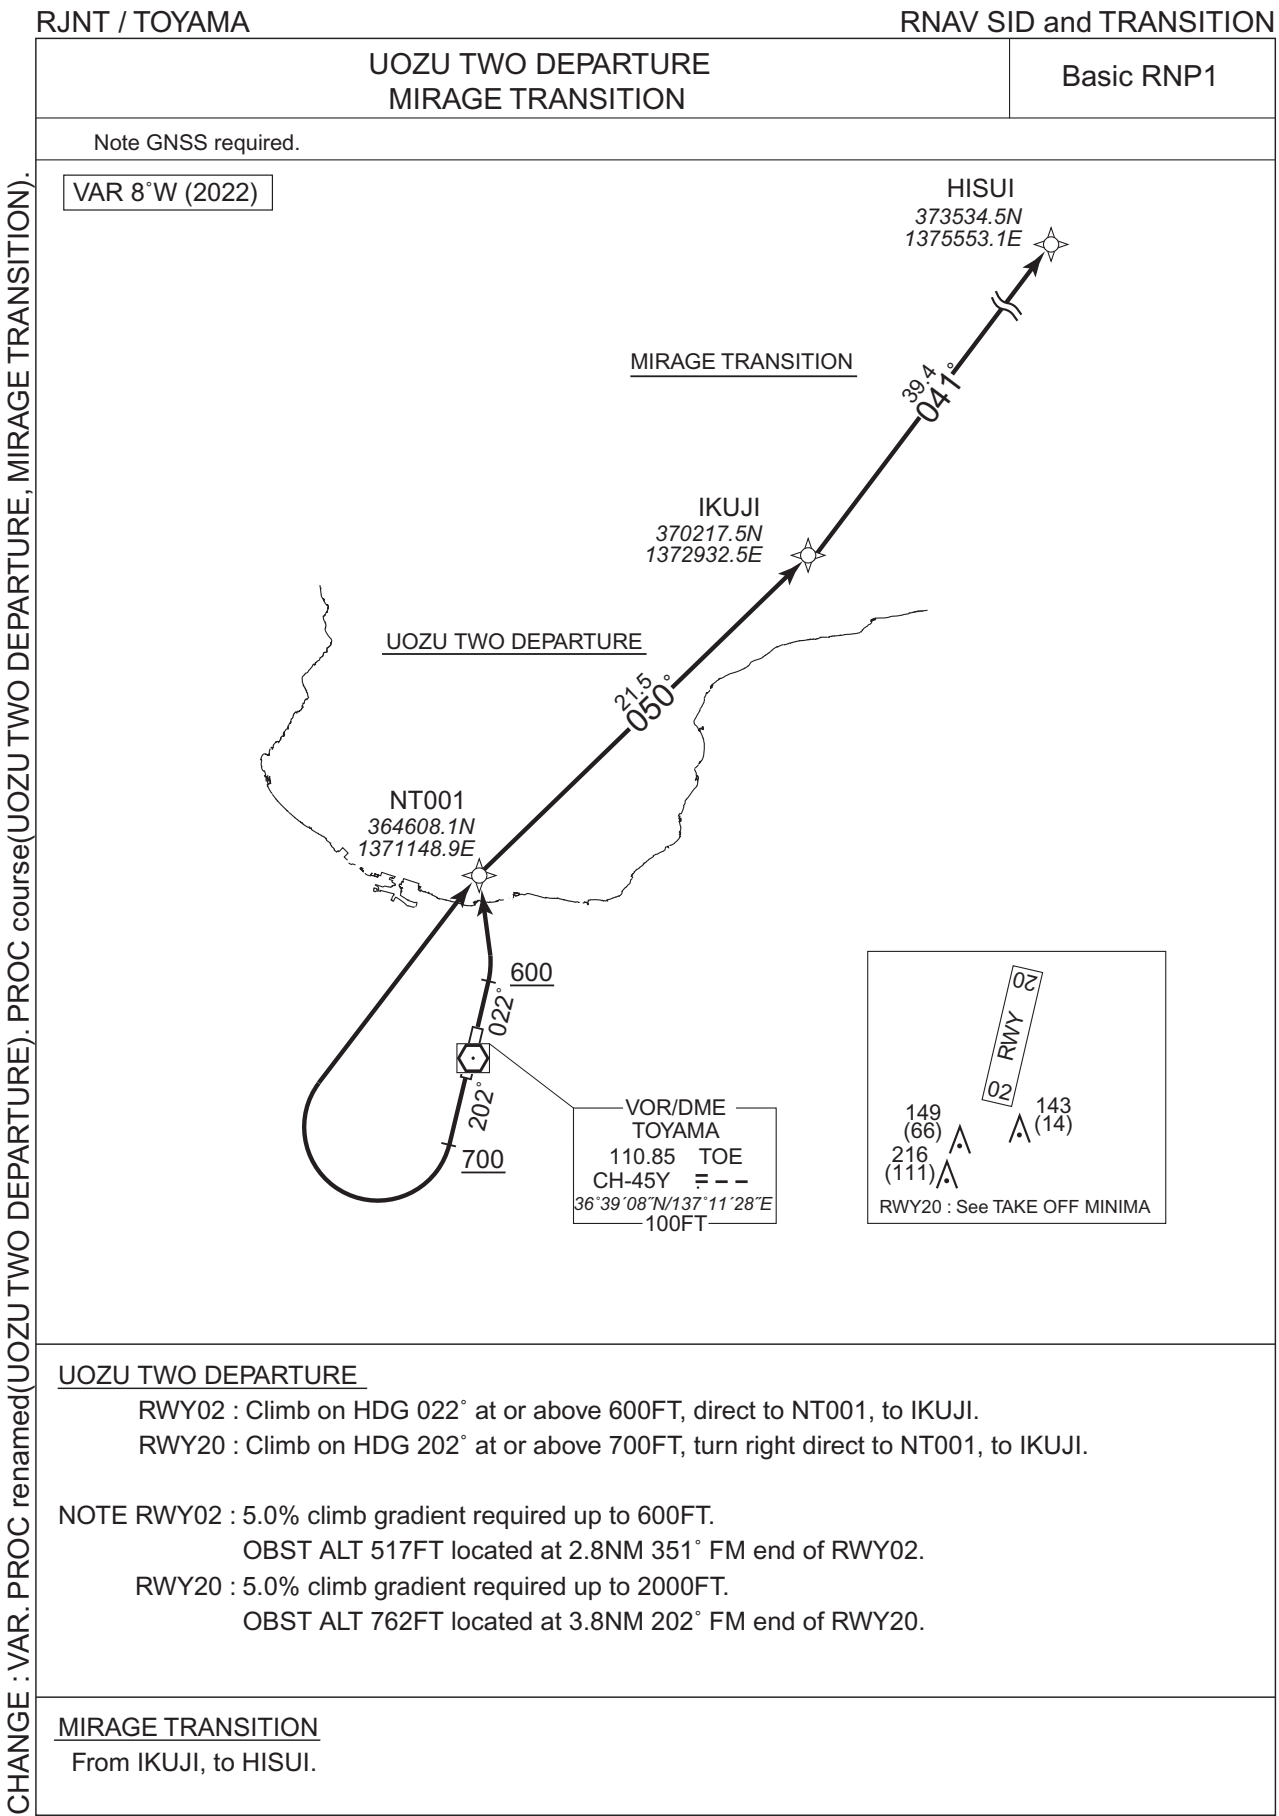 RJNT / TOYAMA
RNAV SID and TRANSITION
UOZU TWO DEPARTURE
MIRAGE TRANSITION
Basic RNP1
Note GNSS required.
VAR 8˚W (2022)
HISUI
373534.5N
1375553.1E
MIRAGE TRANSITION
39.4
041˚
IKUJI
370217.5N
1372932.5E
UOZU TWO DEPARTURE
21.5
050˚
NT001
364608.1N
1371148.9E
600
022˚
202˚
700
VOR/DME
TOYAMA
110.85 TOE
CH-45Y
36˚39´08˝N/137˚11´28˝E
100FT
20
RWY
02
149
(66)
143
(14)
216
(111)
RWY20 : See TAKE OFF MINIMA
UOZU TWO DEPARTURE
RWY02 : Climb on HDG 022˚ at or above 600FT, direct to NT001, to IKUJI.
RWY20 : Climb on HDG 202˚ at or above 700FT, turn right direct to NT001, to IKUJI.
NOTE RWY02 : 5.0% climb gradient required up to 600FT.
OBST ALT 517FT located at 2.8NM 351˚ FM end of RWY02.
RWY20 : 5.0% climb gradient required up to 2000FT.
OBST ALT 762FT located at 3.8NM 202˚ FM end of RWY20.
MIRAGE TRANSITION
From IKUJI, to HISUI.
CHANGE : VAR. PROC renamed(UOZU TWO DEPARTURE). PROC course(UOZU TWO DEPARTURE, MIRAGE TRANSITION).